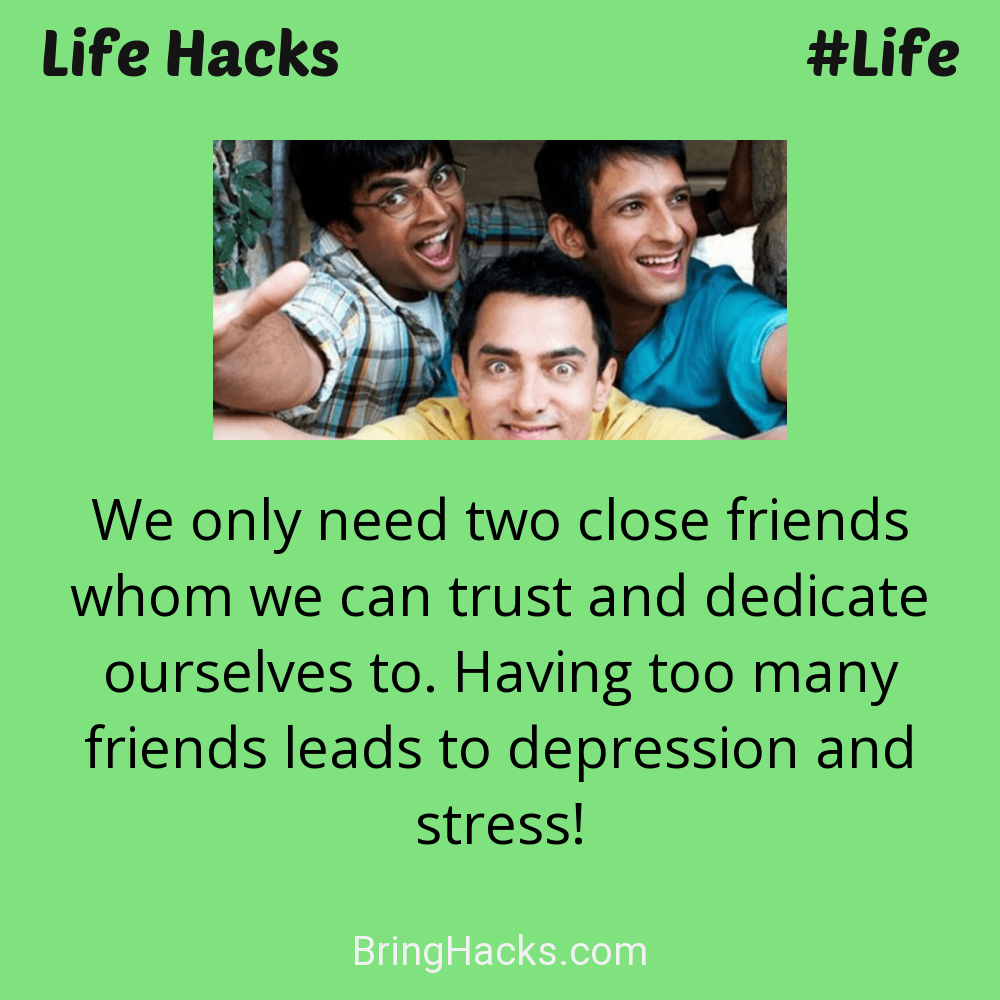 Life Hacks
#Life
We only need two close friends
whom we can trust and dedicate
ourselves to. Having too many
friends leads to depression and
stress!
BringHacks.com